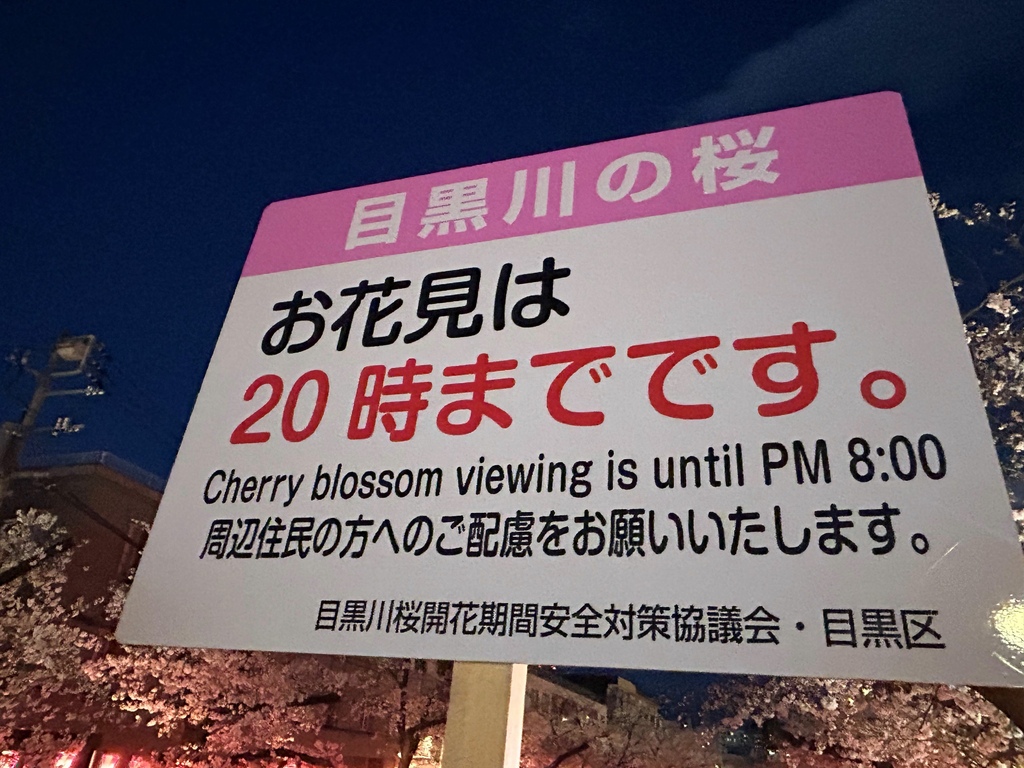 目黒川の桜
お花見は
20時までです。
Cherry blossom viewing is until PM 8:00
周辺住民の方へのご配慮をお願いいたします。
目黒川桜開花期間安全対策協議会・目黒区